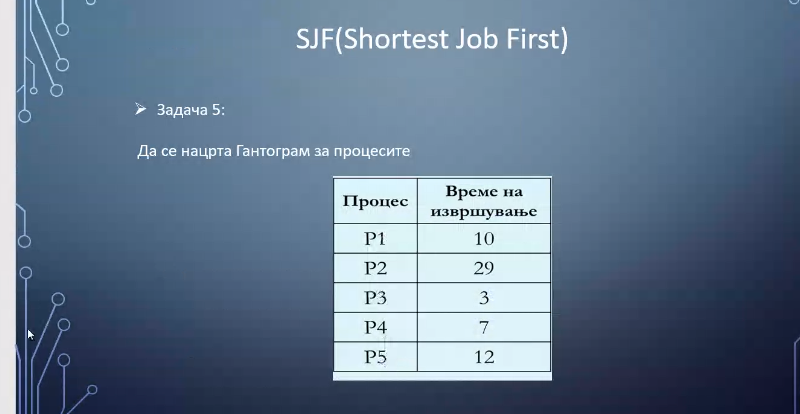 SJF(Shortest Job First)
Задача 5:
Да се нацрта Гантограм за процесите
Процес Време на извршување
P1 10
P2 29
P3 3
P4 7
P5 12